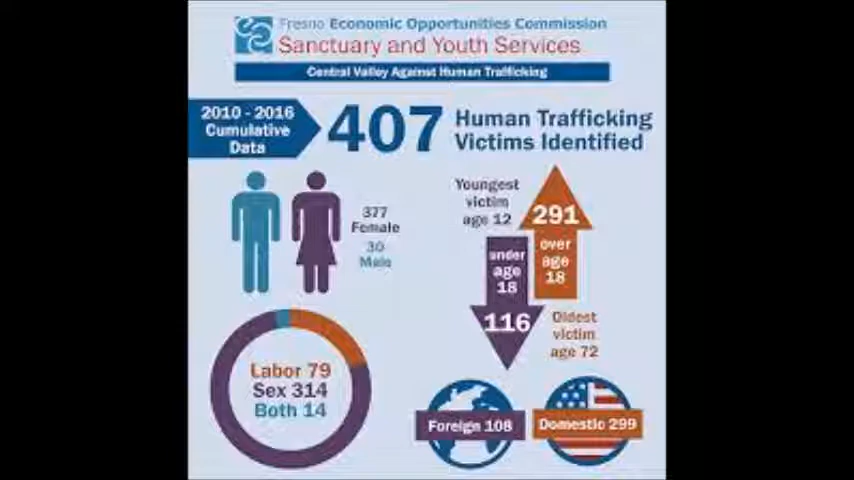 Fresno Economic Opportunities Commission
Sanctuary and Youth Services
Central Valley Against Human Trafficking
2010 - 2016
Cumulative
Data
407
Human Trafficking
Victims Identified
377
Female
30
Male
Youngest
victim
age 12
291
over
age
18
under
age
18
116
Oldest
victim
age 72
Labor 79
Sex 314
Both 14
Foreign 108
Domestic 299